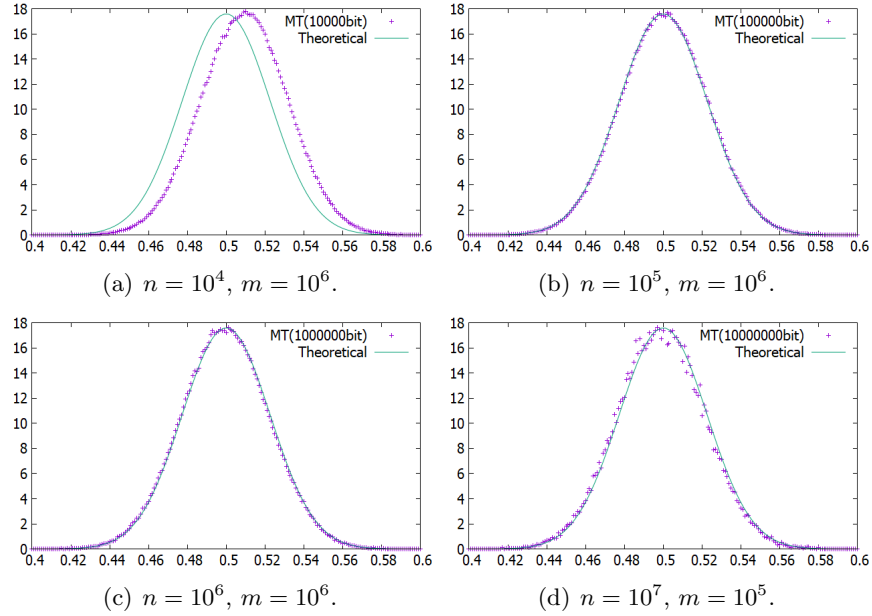 18
16
14
12
10
8
6
4
2
0
0.4 0.42 0.44 0.46 0.48 0.5 0.52 0.54 0.56 0.58 0.6
MT(10000bit)
Theoretical
(a) n = 10^4, m = 10^6.
18
16
14
12
10
8
6
4
2
0
0.4 0.42 0.44 0.46 0.48 0.5 0.52 0.54 0.56 0.58 0.6
MT(100000bit)
Theoretical
(b) n = 10^5, m = 10^6.
18
16
14
12
10
8
6
4
2
0
0.4 0.42 0.44 0.46 0.48 0.5 0.52 0.54 0.56 0.58 0.6
MT(1000000bit)
Theoretical
(c) n = 10^6, m = 10^6.
18
16
14
12
10
8
6
4
2
0
0.4 0.42 0.44 0.46 0.48 0.5 0.52 0.54 0.56 0.58 0.6
MT(10000000bit)
Theoretical
(d) n = 10^7, m = 10^5.